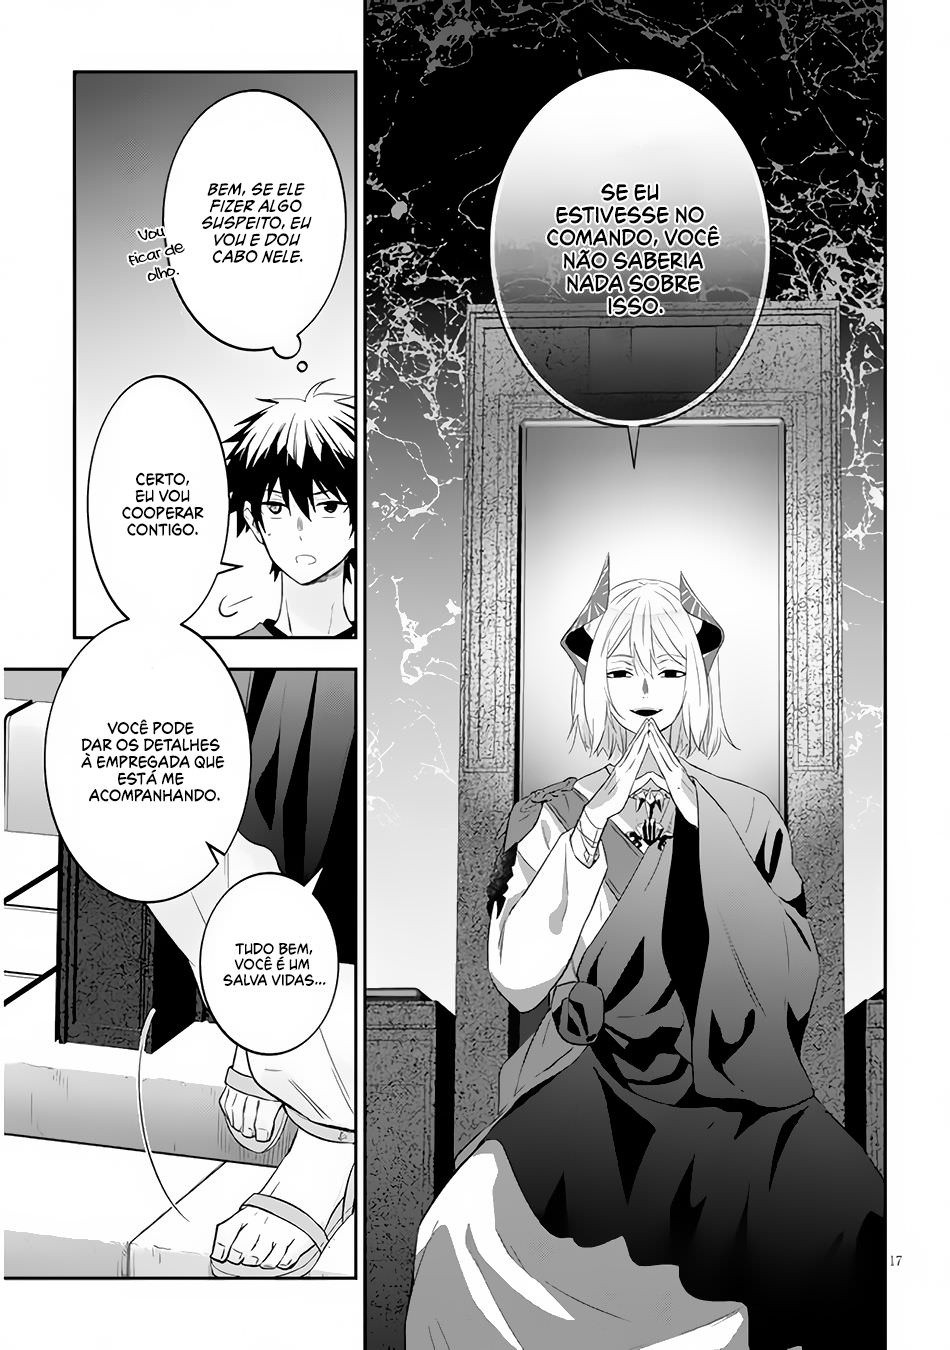 SE EU
ESTIVESSE NO
COMANDO, VOCÊ
NÃO SABERIA
NADA SOBRE
ISSO.
BEM, SE ELE
FIZER ALGO
SUSPEITO, EU
VOU E DOU
CABO NELE.
Vou
ficar de
olho.
CERTO,
EU VOU
COOPERAR
CONTIGO.
VOCÊ PODE
DAR OS DETALHES
À EMPREGADA QUE
ESTÁ ME
ACOMPANHANDO.
TUDO BEM,
VOCÊ É UM
SALVA VIDAS...
17